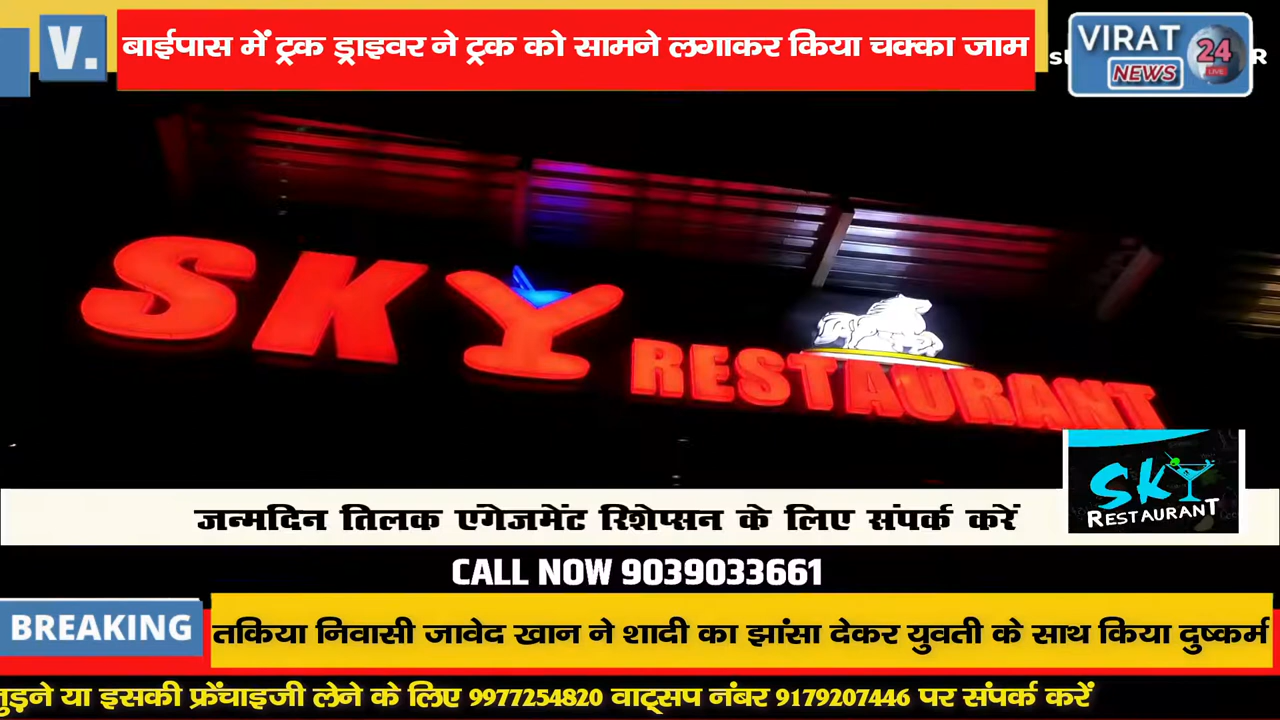 V.
बाईपास में ट्रक ड्राइवर ने ट्रक को सामने लगाकर किया चक्का जाम
VIRAT
NEWS
24
LIVE
SKY RESTAURANT
SKY
RESTAURANT
जन्मदिन तिलक एंगेजमेंट रिशेप्सन के लिए संपर्क करें
CALL NOW 9039033661
BREAKING
तकिया निवासी जावेद खान ने शादी का झांसा देकर युवती के साथ किया दुष्कर्म
जुड़ने या इसकी फ्रेंचाइजी लेने के लिए 9977254820 वाट्सप नंबर 9179207446 पर संपर्क करें